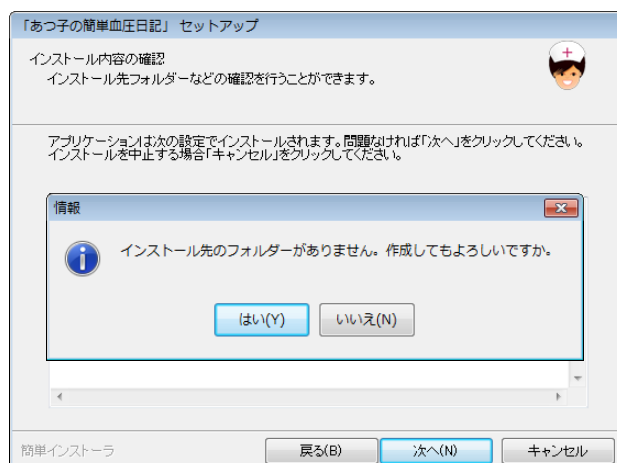 「あつ子の簡単血圧日記」 セットアップ
インストール内容の確認
インストール先フォルダーなどの確認を行うことができます。
アプリケーションは次の設定でインストールされます。問題なければ「次へ」をクリックしてください。
インストールを中止する場合「キャンセル」をクリックしてください。
情報
インストール先のフォルダーがありません。作成してもよろしいですか。
はい(Y) いいえ(N)
簡単インストーラ 戻る(B) 次へ(N) キャンセル